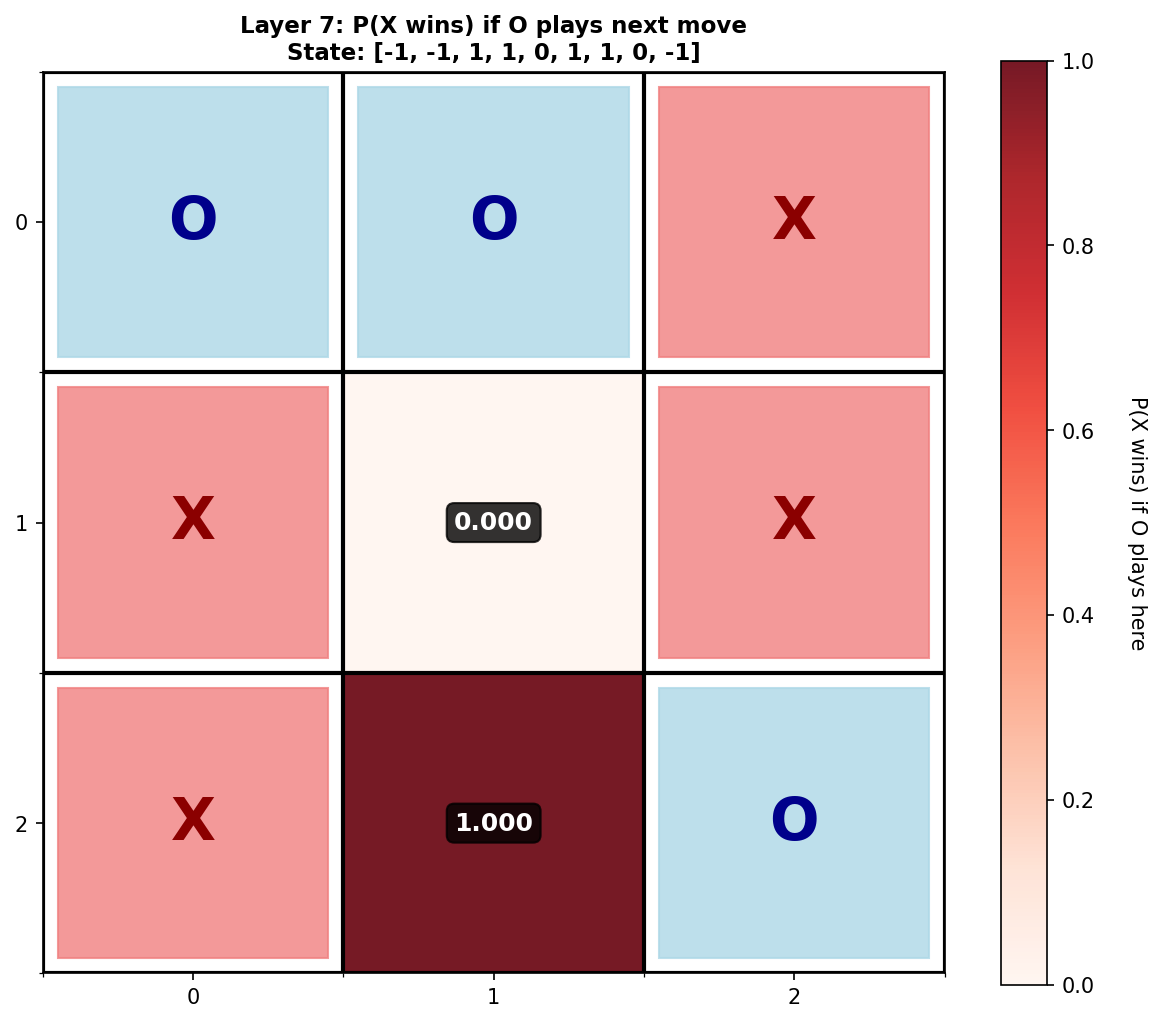 Layer 7: P(X wins) if O plays next move
State: [-1, -1, 1, 1, 0, 1, 1, 0, -1]
0
O
O
X
1
X
0.000
X
2
X
1.000
O
0
1
2
1.0
0.8
0.6
0.4
0.2
0.0
P(X wins) if O plays here